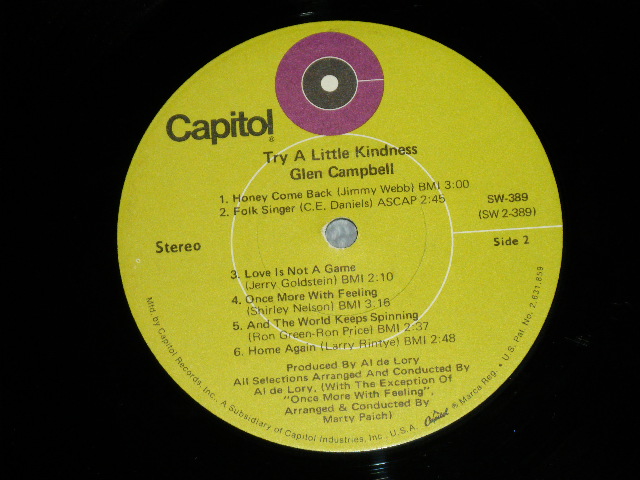 Capitol®
Try A Little Kindness
Glen Campbell
1. Honey Come Back (Jimmy Webb) BMI 3:00
2. Folk Singer (C.E. Daniels) ASCAP 2:45
SW-389
(SW 2-389)
Stereo
Side 2
3. Love Is Not A Game
(Jerry Goldstein) BMI 2:10
4. Once More With Feeling
(Shirley Nelson) BMI 3:16
5. And The World Keeps Spinning
(Ron Green-Ron Price) BMI 2:37
6. Home Again (Larry Rintye) BMI 2:48
Produced By Al de Lory
All Selections Arranged And Conducted By
Al de Lory, (With The Exception Of
"Once More With Feeling",
Arranged & Conducted By
Marty Paich)
Mfd. by Capitol Records, Inc., A Subsidiary of Capitol Industries, Inc., U.S.A. Capitol ® Marca Reg. • U.S. Pat. No. 2,631,859